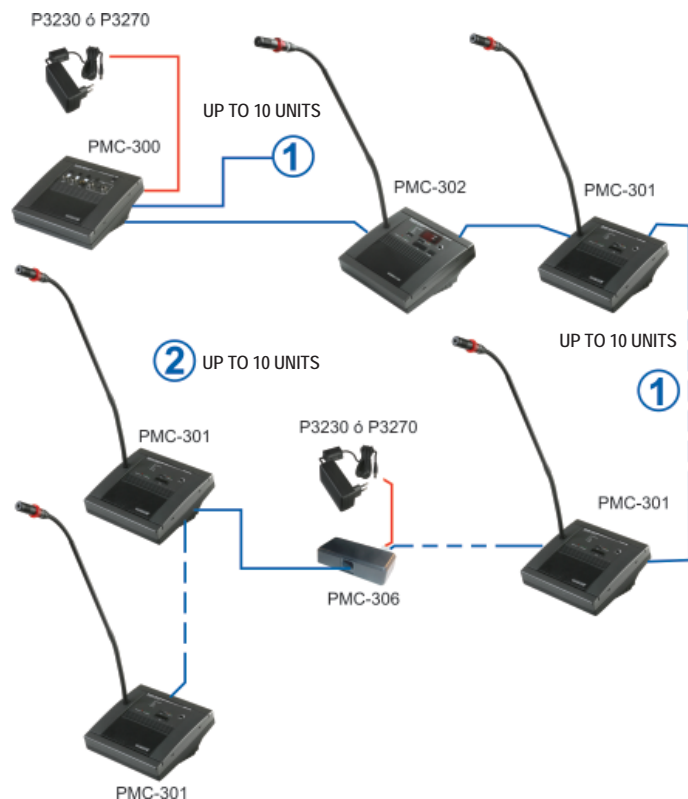 P3230 ó P3270
UP TO 10 UNITS
PMC-300
1
PMC-302
PMC-301
2 UP TO 10 UNITS
UP TO 10 UNITS
1
PMC-301
P3230 ó P3270
PMC-301
PMC-306
PMC-301